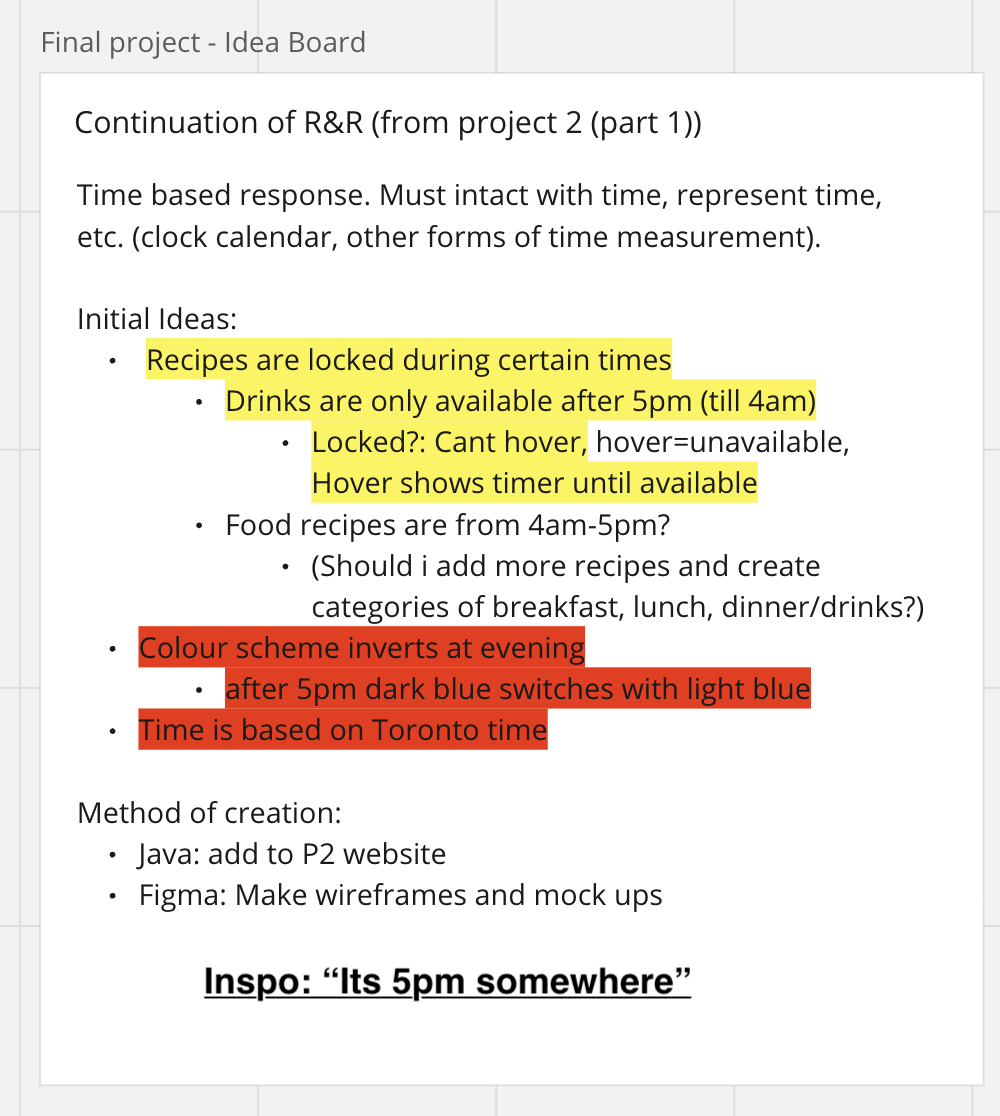 Final project - Idea Board
Continuation of R&R (from project 2 (part 1))
Time based response. Must intact with time, represent time,
etc. (clock calendar, other forms of time measurement).
Initial Ideas:
• Recipes are locked during certain times
• Drinks are only available after 5pm (till 4am)
• Locked?: Cant hover, hover=unavailable,
Hover shows timer until available
• Food recipes are from 4am-5pm?
• (Should i add more recipes and create
categories of breakfast, lunch, dinner/drinks?)
• Colour scheme inverts at evening
• after 5pm dark blue switches with light blue
• Time is based on Toronto time
Method of creation:
• Java: add to P2 website
• Figma: Make wireframes and mock ups
Inspo: “Its 5pm somewhere”